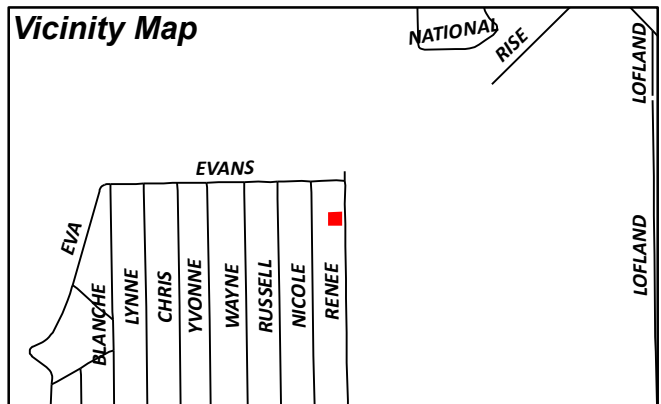 Vicinity Map
NATIONAL
RISE
LOFLAND
EVANS
EVA
BLANCHE
LYNNE
CHRIS
YVONNE
WAYNE
RUSSELL
NICOLE
RENEE
LOFLAND